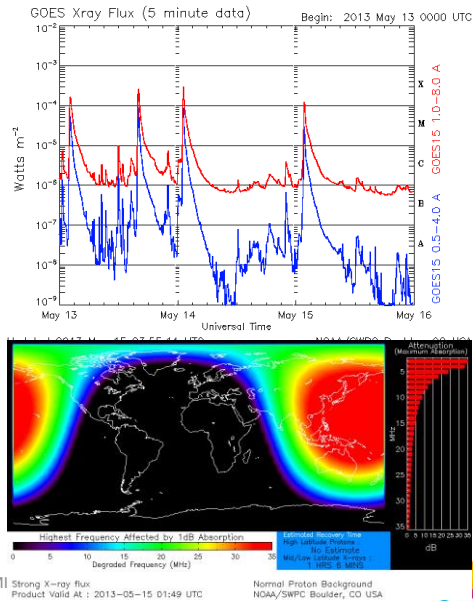 GOES Xray Flux (5 minute data)
Begin: 2013 May 13 0000 UTC
10-2
10-3
10-4
10-5
10-6
10-7
10-8
10-9
Watts m-2
X
M
C
B
A
GOES15 1.0-8.0 A
GOES15 0.5-4.0 A
May 13
May 14
May 15
May 16
Universal Time
Attenuation
(Maximum Absorption)
MHz
5
10
15
20
25
30
35
0 5 10 15 20 25 30 35
dB
Highest Frequency Affected by 1dB Absorption
0 5 10 15 20 25 30 35
Degraded Frequency (MHz)
Estimated Recovery Time
High Latitude Protons :
No Estimate
Mid/Low Latitude X-rays :
1 HRS 8 MINS
Strong X-ray flux
Normal Proton Background
Product Valid At : 2013-05-15 01:49 UTC
NOAA/SWPC Boulder, CO USA